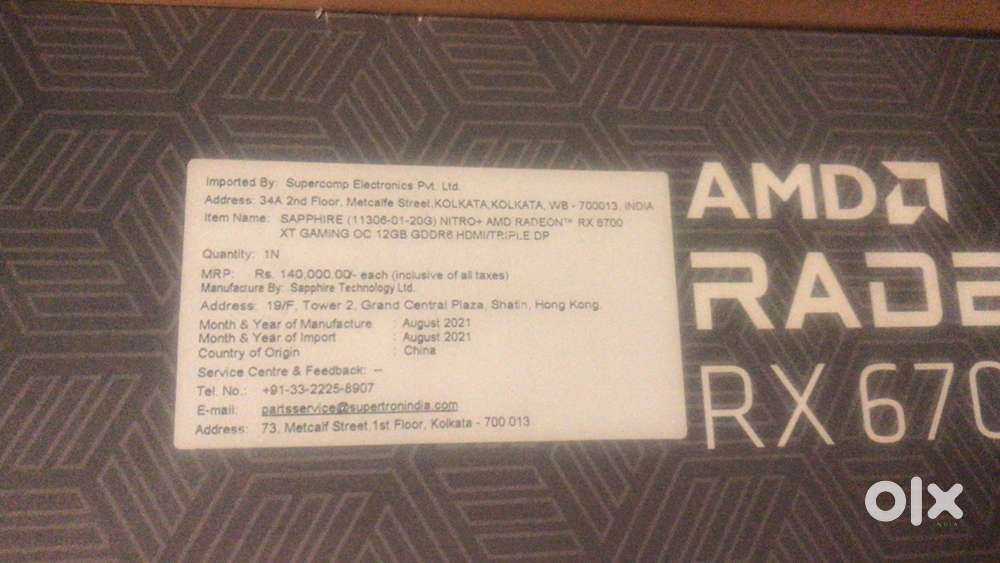 Imported By: Supercomp Electronics Pvt. Ltd.
Address: 34A 2nd Floor, Metcalfe Street,KOLKATA,KOLKATA, WB - 700013, INDIA
Item Name: SAPPHIRE (11306-01-20G) NITRO+ AMD RADEON™ RX 6700
XT GAMING OC 12GB GDDR6 HDMI/TRIPLE DP
Quantity: 1N
MRP: Rs. 140,000.00/- each (inclusive of all taxes)
Manufacture By: Sapphire Technology Ltd.
Address: 19/F, Tower 2, Grand Central Plaza, Shatin, Hong Kong.
Month & Year of Manufacture : August 2021
Month & Year of Import : August 2021
Country of Origin : China
Service Centre & Feedback: --
Tel. No.: +91-33-2225-8907
E-mail: partsservice@supertronindia.com
Address: 73, Metcalf Street,1st Floor, Kolkata - 700 013
AMD
RADE
RX 670
olx
INDIA